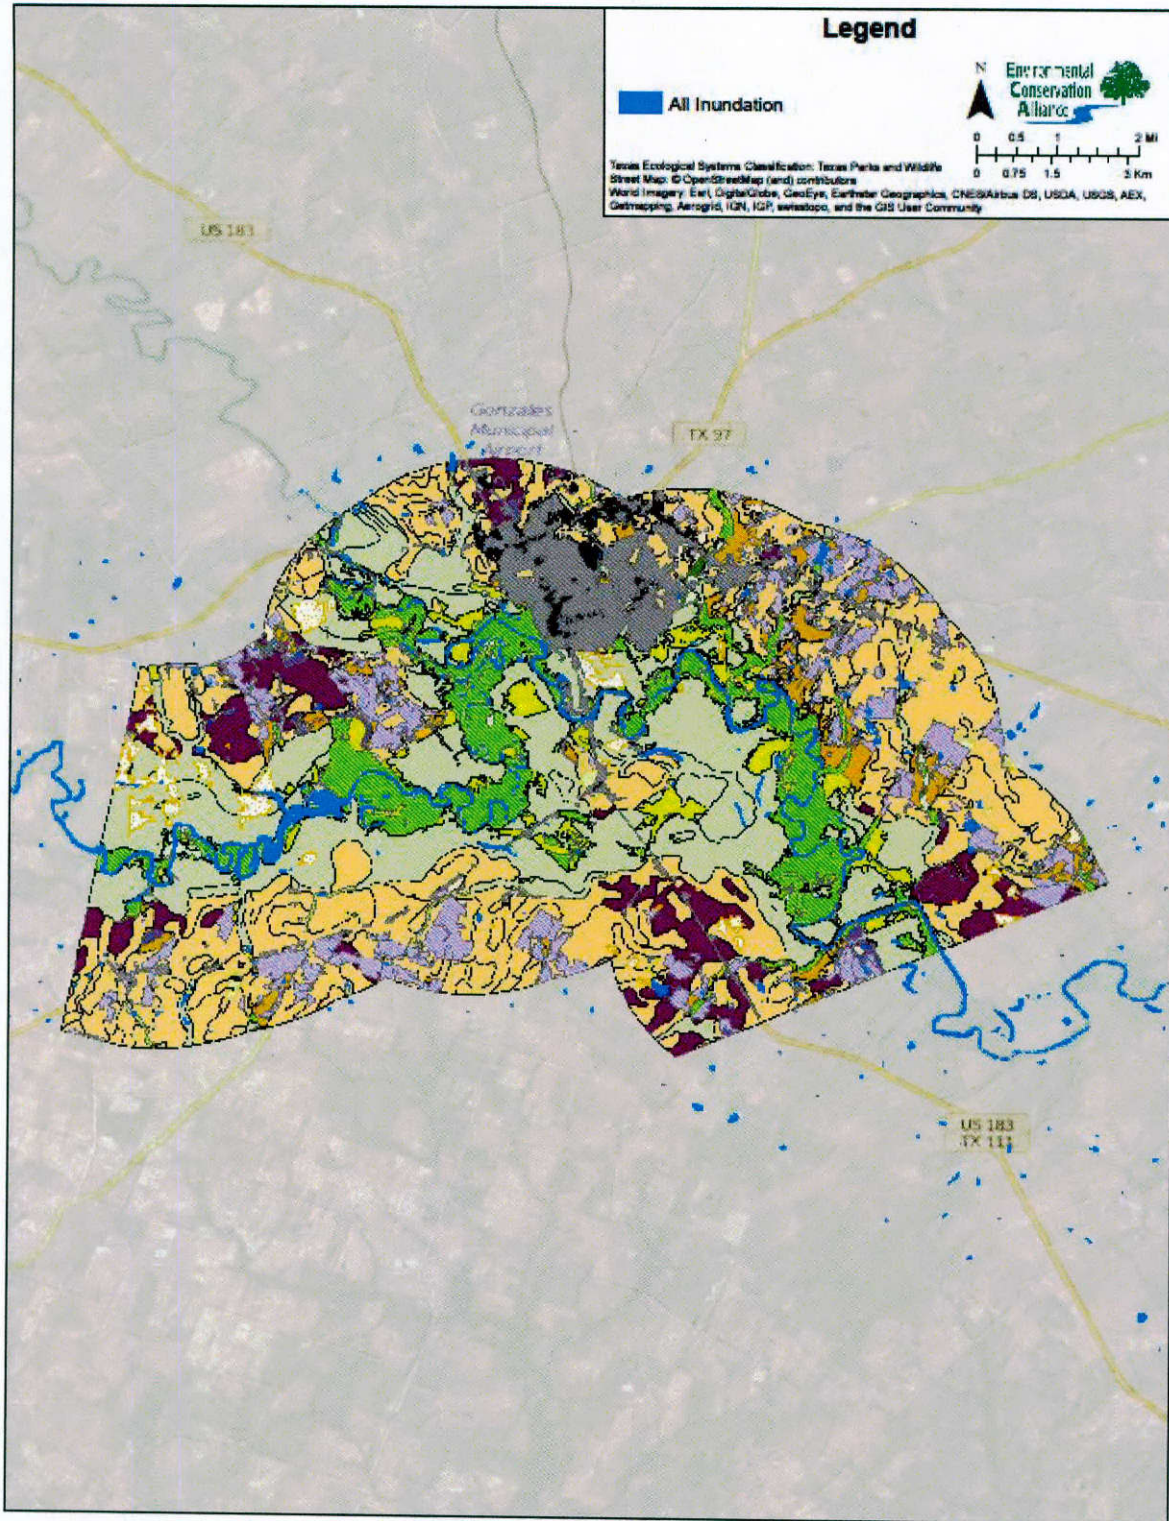 Legend
All Inundation
N
Environmental
Conservation
Alliance
0 0.5 1 2 Mi
0 0.75 1.5 3 Km
Texas Ecological Systems Classification: Texas Parks and Wildlife
Street Map: © OpenStreetMap (and) contributors
World Imagery: Esri, DigitalGlobe, GeoEye, Earthstar Geographics, CNES/Airbus DS, USDA, USGS, AEX,
Getmapping, Aerogrid, IGN, IGP, swisstopo, and the GIS User Community
US 183
Gonzales
Municipal
Airport
TX 97
US 183
TX 111